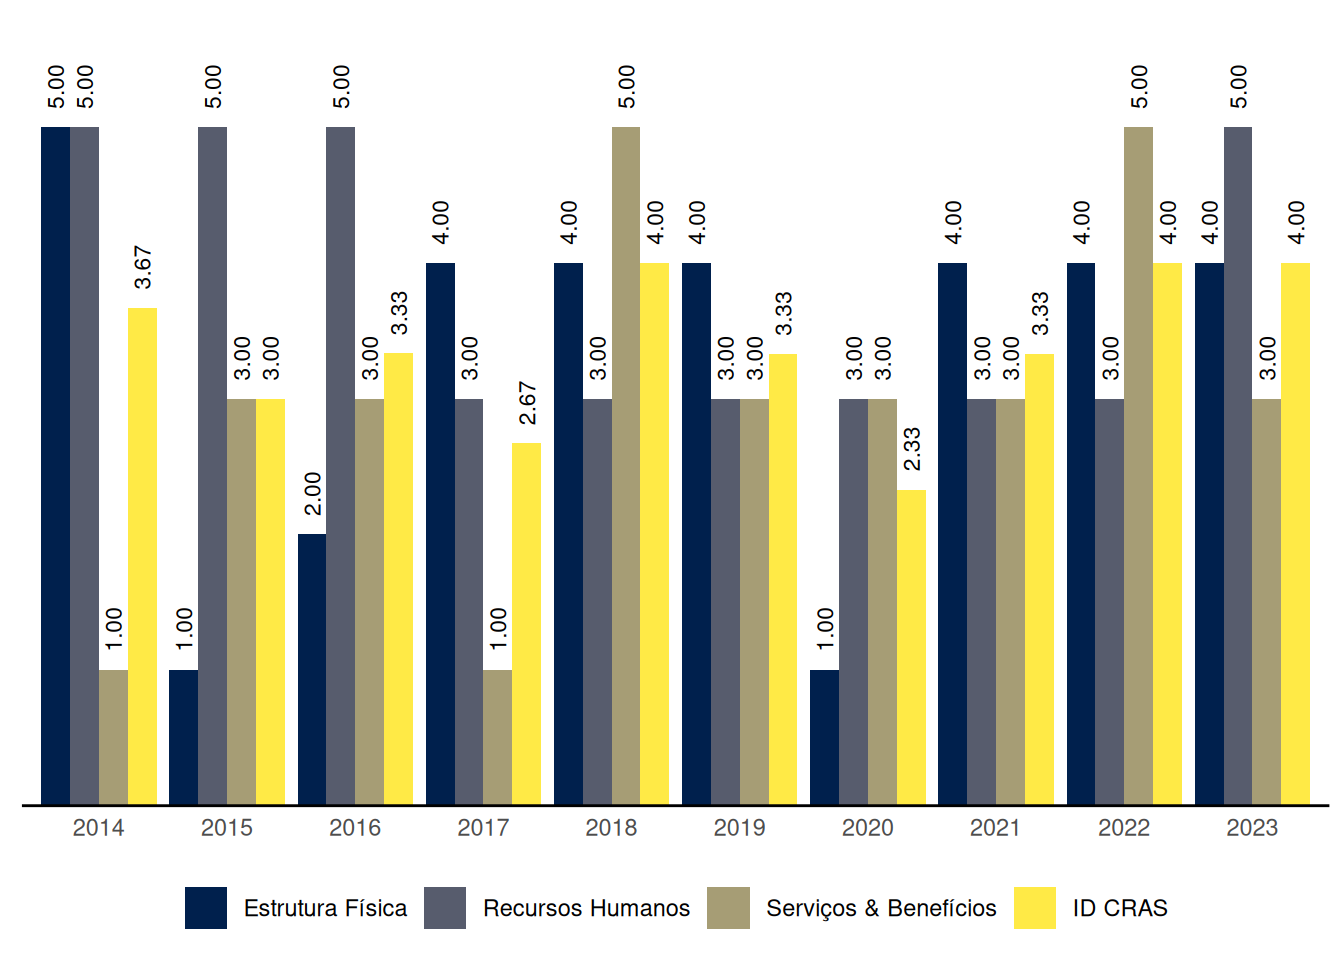 5.00 5.00 1.00 3.67
1.00 5.00 3.00 3.00
2.00 5.00 3.00 3.33
4.00 3.00 1.00 2.67
4.00 3.00 5.00 4.00
4.00 3.00 3.00 3.33
1.00 3.00 3.00 2.33
4.00 3.00 3.00 3.33
4.00 3.00 5.00 4.00
4.00 5.00 3.00 4.00
2014 2015 2016 2017 2018 2019 2020 2021 2022 2023
Estrutura Física Recursos Humanos Serviços & Benefícios ID CRAS